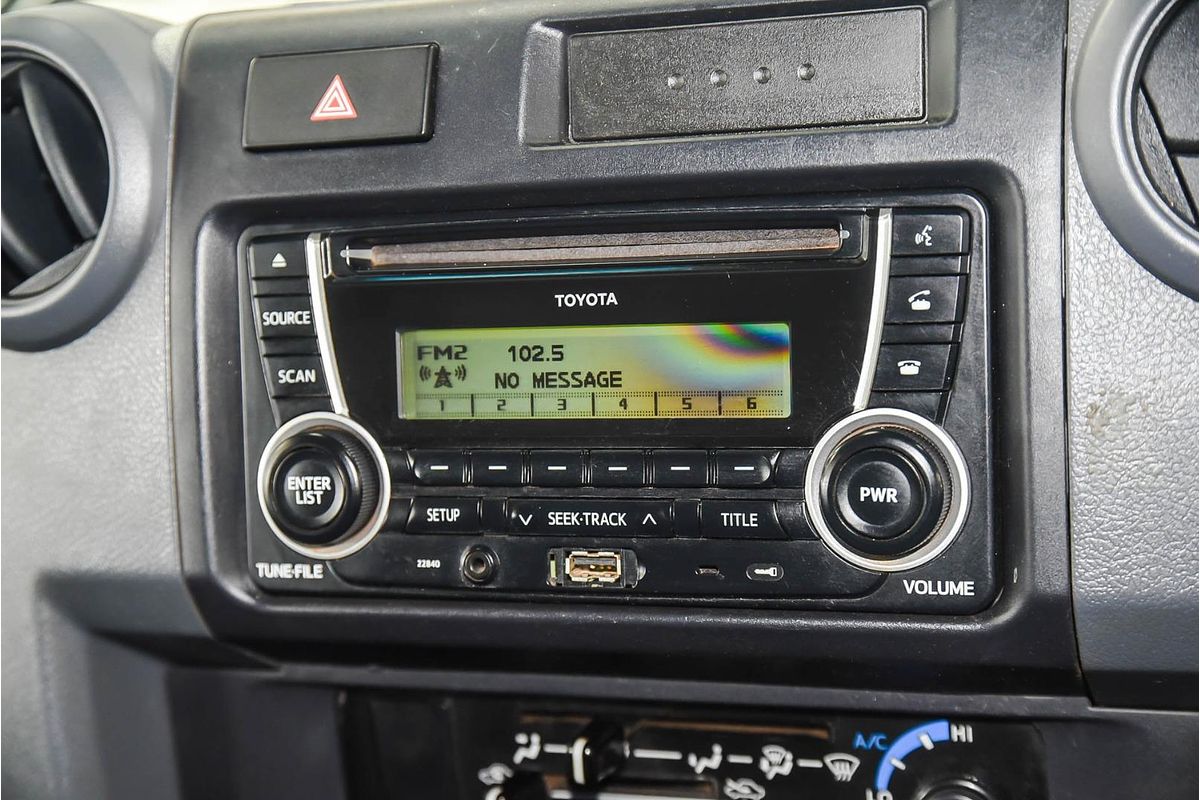 TOYOTA
SOURCE
SCAN
FM2 102.5
NO MESSAGE
1 2 3 4 5 6
ENTER
LIST
PWR
SETUP
SEEK·TRACK
TITLE
22840
TUNE·FILE
VOLUME
A/C
HI
LO